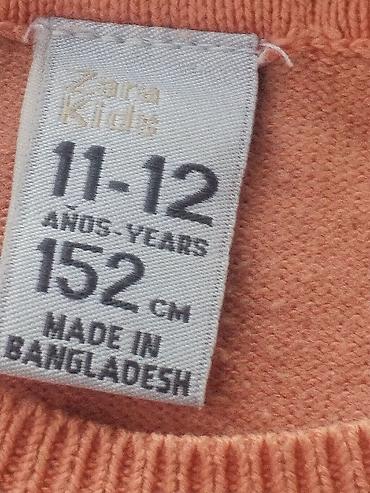 Zara
Kids
11-12
AÑOS-YEARS
152 CM
MADE IN
BANGLADESH